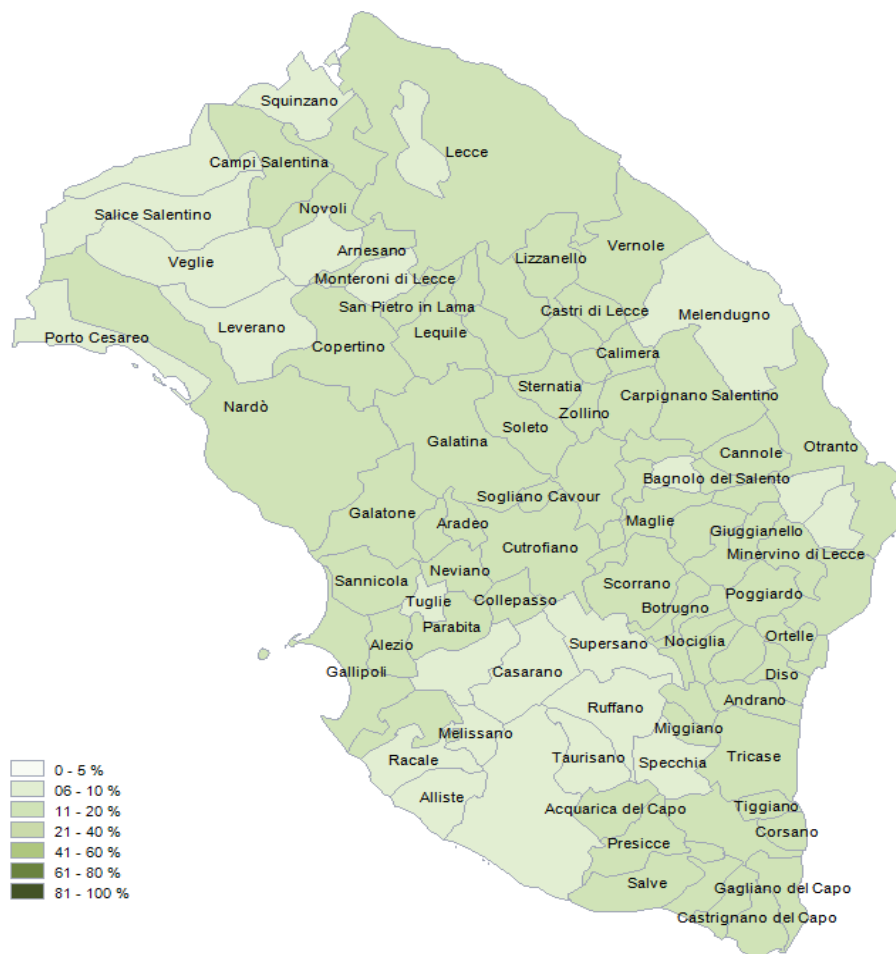 Squinzano
Lecce
Campi Salentina
Novoli
Salice Salentino
Arnesano
Vernole
Lizzanello
Veglie
Monteroni di Lecce
San Pietro in Lama
Castri di Lecce
Melendugno
Leverano
Lequile
Porto Cesareo
Copertino
Calimera
Sternatia
Carpignano Salentino
Nardò
Zollino
Soleto
Galatina
Otranto
Cannole
Bagnolo del Salento
Sogliano Cavour
Galatone
Aradeo
Maglie
Giuggianello
Cutrofiano
Minervino di Lecce
Neviano
Sannicola
Scorrano
Poggiardo
Tuglie
Collepasso
Botrugno
Parabita
Ortelle
Alezio
Supersano
Nociglia
Gallipoli
Casarano
Diso
Andrano
Ruffano
Miggiano
Melissano
Tricase
Racale
Taurisano
Specchia
Alliste
Acquarica del Capo
Tiggiano
Corsano
Presicce
Salve
Gagliano del Capo
Castrignano del Capo
0 - 5 %
06 - 10 %
11 - 20 %
21 - 40 %
41 - 60 %
61 - 80 %
81 - 100 %